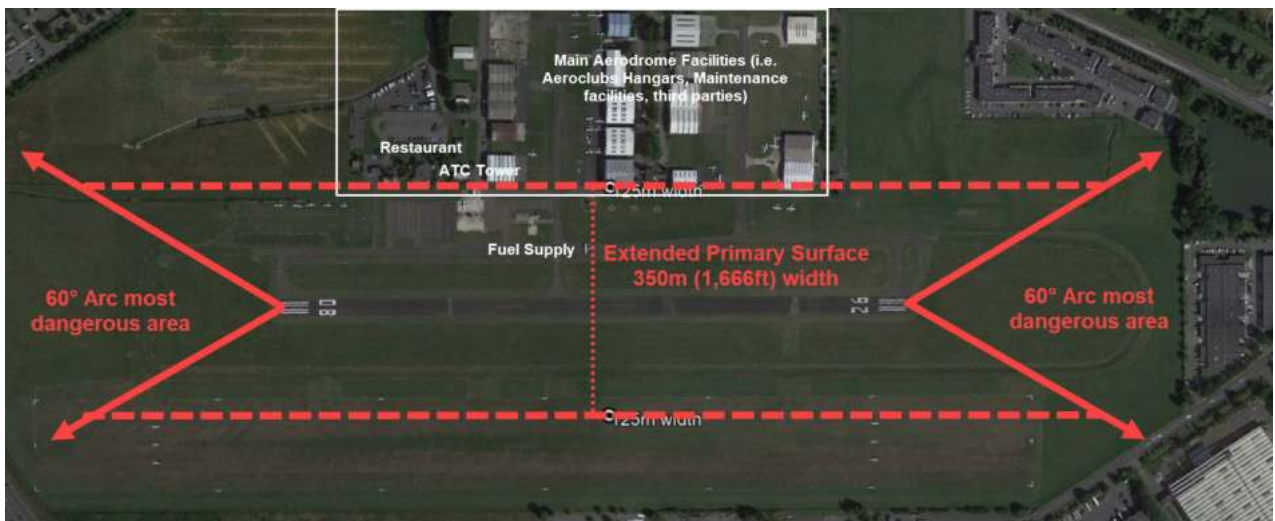 Main Aerodrome Facilities (i.e.
Aeroclubs Hangars, Maintenance
facilities, third parties)
Restaurant
ATC Tower
125m width
Fuel Supply
Extended Primary Surface
350m (1,666ft) width
60° Arc most
dangerous area
08
26
60° Arc most
dangerous area
125m width